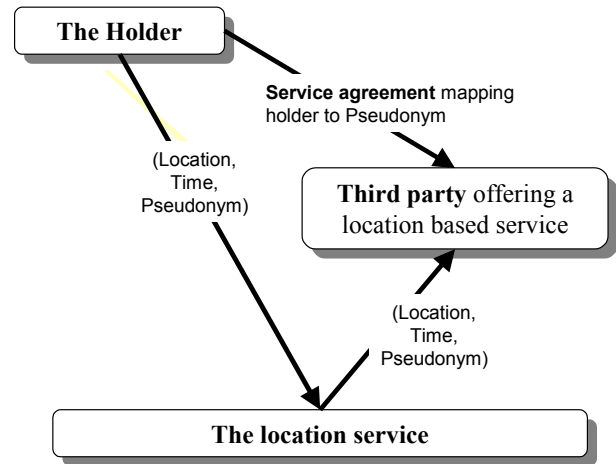 The Holder
Service agreement mapping
holder to Pseudonym
(Location,
Time,
Pseudonym)
Third party offering a
location based service
(Location,
Time,
Pseudonym)
The location service